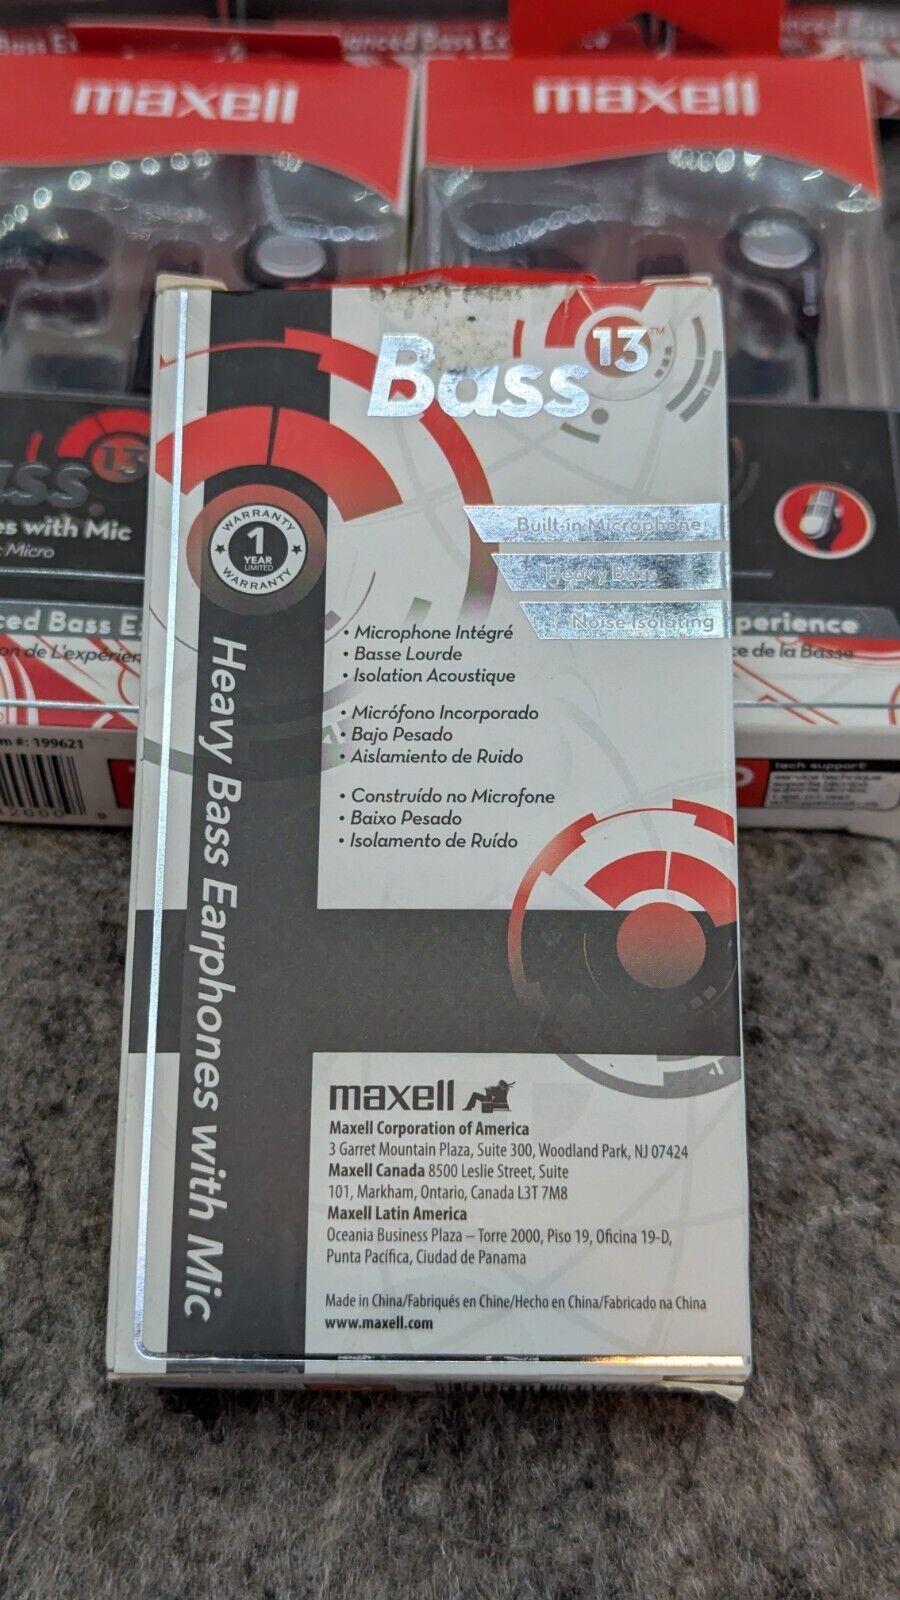 maxell
maxell
Bass 13™
WARRANTY
1
YEAR
LIMITED
WARRANTY
Built-in Microphone
Heavy Bass
Noise Isolating
• Microphone Intégré
• Basse Lourde
• Isolation Acoustique
• Micrófono Incorporado
• Bajo Pesado
• Aislamiento de Ruido
• Construído no Microfone
• Baixo Pesado
• Isolamento de Ruído
Heavy Bass Earphones with Mic
maxell
Maxell Corporation of America
3 Garret Mountain Plaza, Suite 300, Woodland Park, NJ 07424
Maxell Canada 8500 Leslie Street, Suite
101, Markham, Ontario, Canada L3T 7M8
Maxell Latin America
Oceania Business Plaza – Torre 2000, Piso 19, Oficina 19-D,
Punta Pacífica, Ciudad de Panama
Made in China/Fabriqués en Chine/Hecho en China/Fabricado na China
www.maxell.com
13
with Mic
Micro
Bass
de la Basse
199621
tech support